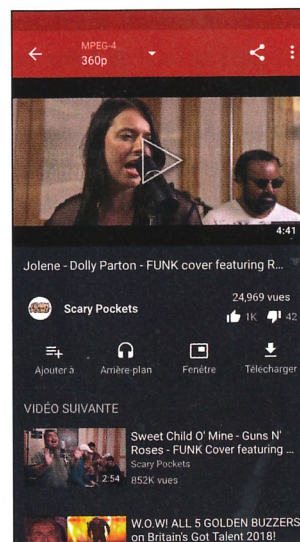 MPEG-4
360p
4:41
Jolene - Dolly Parton - FUNK cover featuring R...
Scary Pockets
24,969 vues
1K 42
Ajouter à
Arrière-plan
Fenêtre
Télécharger
VIDÉO SUIVANTE
Sweet Child O' Mine - Guns N'
Roses - FUNK Cover featuring ...
Scary Pockets
2:54
852K vues
W.O.W! ALL 5 GOLDEN BUZZERS
on Britain's Got Talent 2018!